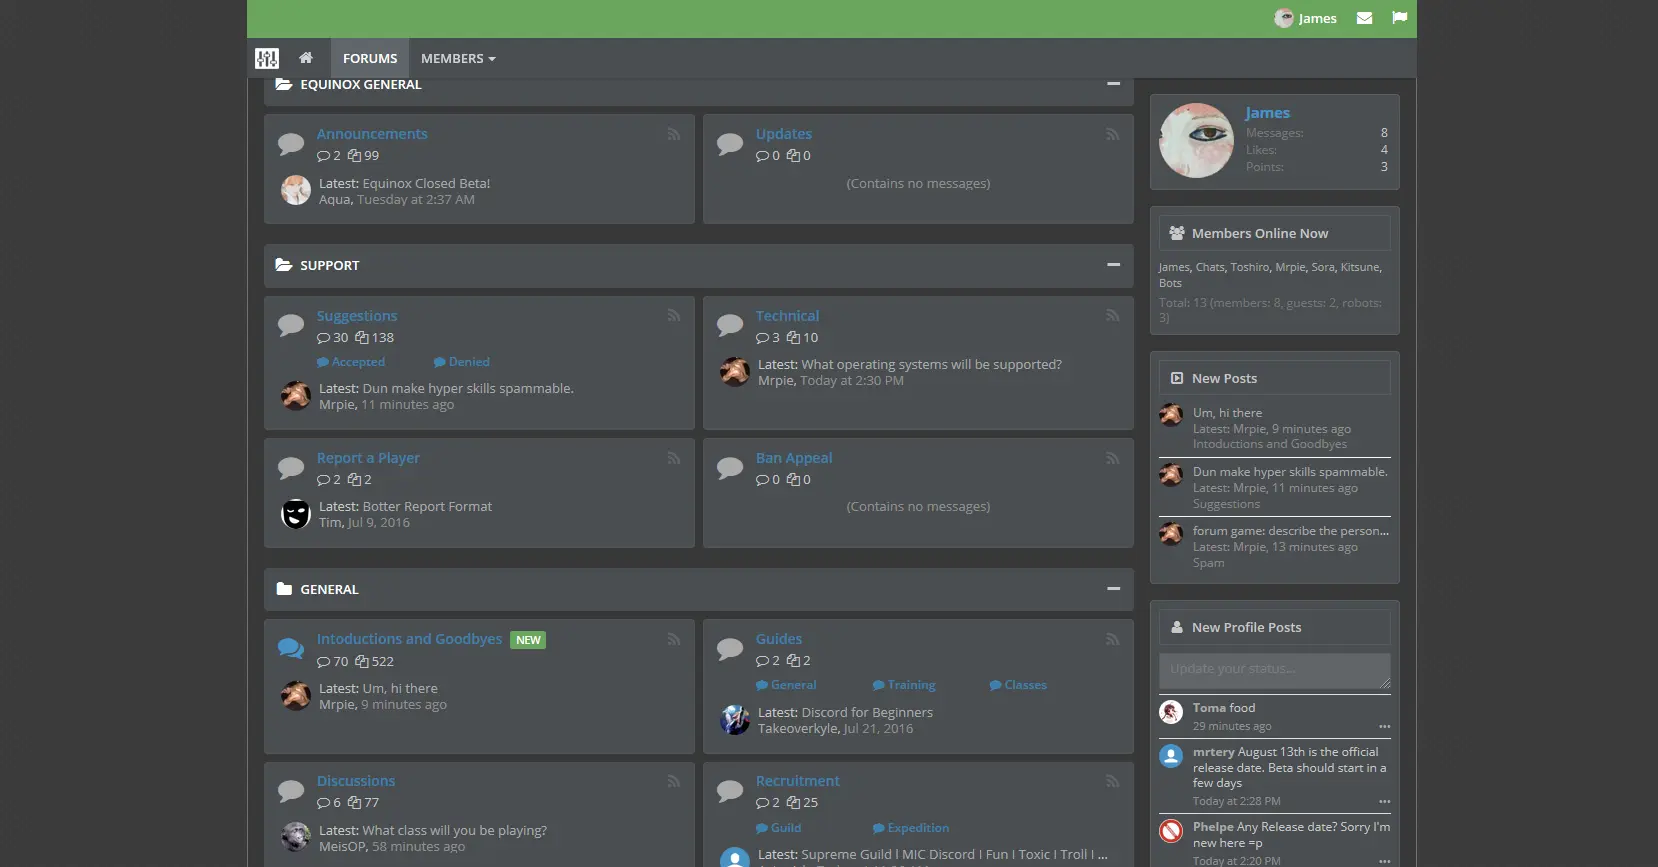 James
FORUMS
MEMBERS
EQUINOX GENERAL
Announcements
2 99
Latest: Equinox Closed Beta!
Aqua, Tuesday at 2:37 AM
Updates
0 0
(Contains no messages)
SUPPORT
Suggestions
30 138
Accepted Denied
Latest: Dun make hyper skills spammable.
Mrpie, 11 minutes ago
Technical
3 10
Latest: What operating systems will be supported?
Mrpie, Today at 2:30 PM
Report a Player
2 2
Latest: Botter Report Format
Tim, Jul 9, 2016
Ban Appeal
0 0
(Contains no messages)
GENERAL
Intoductions and Goodbyes NEW
70 522
Latest: Um, hi there
Mrpie, 9 minutes ago
Guides
2 2
General Training Classes
Latest: Discord for Beginners
Takeoverkyle, Jul 21, 2016
Discussions
6 77
Latest: What class will you be playing?
MeisOP, 58 minutes ago
Recruitment
2 25
Guild Expedition
Latest: Supreme Guild l MIC Discord I Fun I Toxic I Troll I ...
James
Messages: 8
Likes: 4
Points: 3
Members Online Now
James, Chats, Toshiro, Mrpie, Sora, Kitsune,
Bots
Total: 13 (members: 8, guests: 2, robots:
3)
New Posts
Um, hi there
Latest: Mrpie, 9 minutes ago
Intoductions and Goodbyes
Dun make hyper skills spammable.
Latest: Mrpie, 11 minutes ago
Suggestions
forum game: describe the person...
Latest: Mrpie, 13 minutes ago
Spam
New Profile Posts
Update your status...
Toma food
29 minutes ago
mrtery August 13th is the official
release date. Beta should start in a
few days
Today at 2:28 PM
Phelpe Any Release date? Sorry I'm
new here =p
Today at 2:20 PM